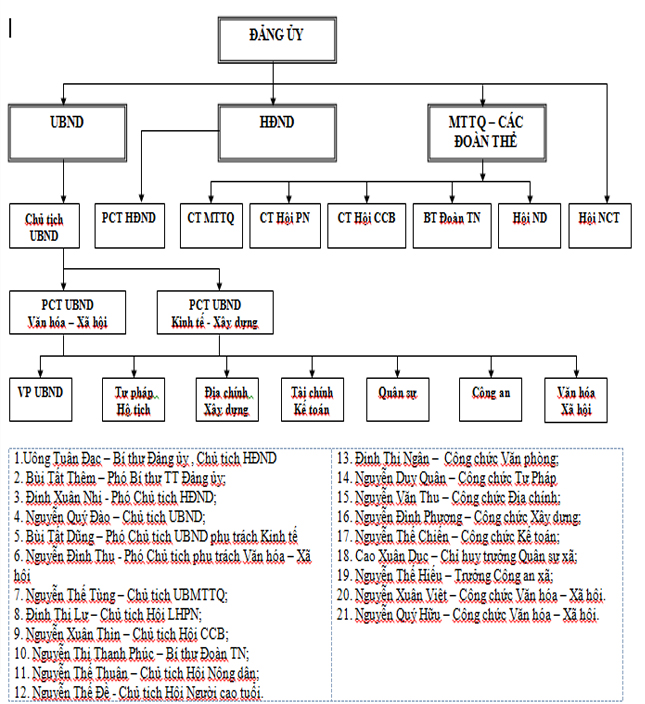 ĐẢNG ỦY
UBND
HĐND
MTTQ – CÁC
ĐOÀN THỂ
Chủ tịch
UBND
PCT HĐND
CT MTTQ
CT Hội PN
CT Hội CCB
BT Đoàn TN
Hội ND
Hội NCT
PCT UBND
Văn hóa – Xã hội
PCT UBND
Kinh tế - Xây dựng
VP UBND
Tư pháp
Hộ tịch
Địa chính
Xây dựng
Tài chính
Kế toán
Quân sự
Công an
Văn hóa
Xã hội
1.Uông Tuấn Đạc – Bí thư Đảng ủy , Chủ tịch HĐND
2. Bùi Tất Thêm – Phó Bí thư TT Đảng ủy;
3. Đinh Xuân Nhị - Phó Chủ tịch HĐND;
4. Nguyễn Quý Đào – Chủ tịch UBND;
5. Bùi Tất Dũng – Phó Chủ tịch UBND phụ trách Kinh tế
6. Nguyễn Đình Thu - Phó Chủ tịch phụ trách Văn hóa – Xã
hội
7. Nguyễn Thế Tùng – Chủ tịch UBMTTQ;
8. Đinh Thị Lư – Chủ tịch Hội LHPN;
9. Nguyễn Xuân Thìn – Chủ tịch Hội CCB;
10. Nguyễn Thị Thanh Phúc – Bí thư Đoàn TN;
11. Nguyễn Thế Thuận – Chủ tịch Hội Nông dân;
12. Nguyễn Thế Đề - Chủ tịch Hội Người cao tuổi.
13. Đinh Thị Ngân – Công chức Văn phòng;
14. Nguyễn Duy Quân – Công chức Tư Pháp
15. Nguyễn Văn Thu – Công chức Địa chính;
16. Nguyễn Đình Phương – Công chức Xây dựng;
17. Nguyễn Thế Chiến – Công chức Kế toán;
18. Cao Xuân Dục – Chỉ huy trưởng Quân sự xã;
19. Nguyễn Thế Hiếu – Trưởng Công an xã;
20. Nguyễn Xuân Việt – Công chức Văn hóa – Xã hội.
21. Nguyễn Quý Hữu – Công chức Văn hóa – Xã hội.